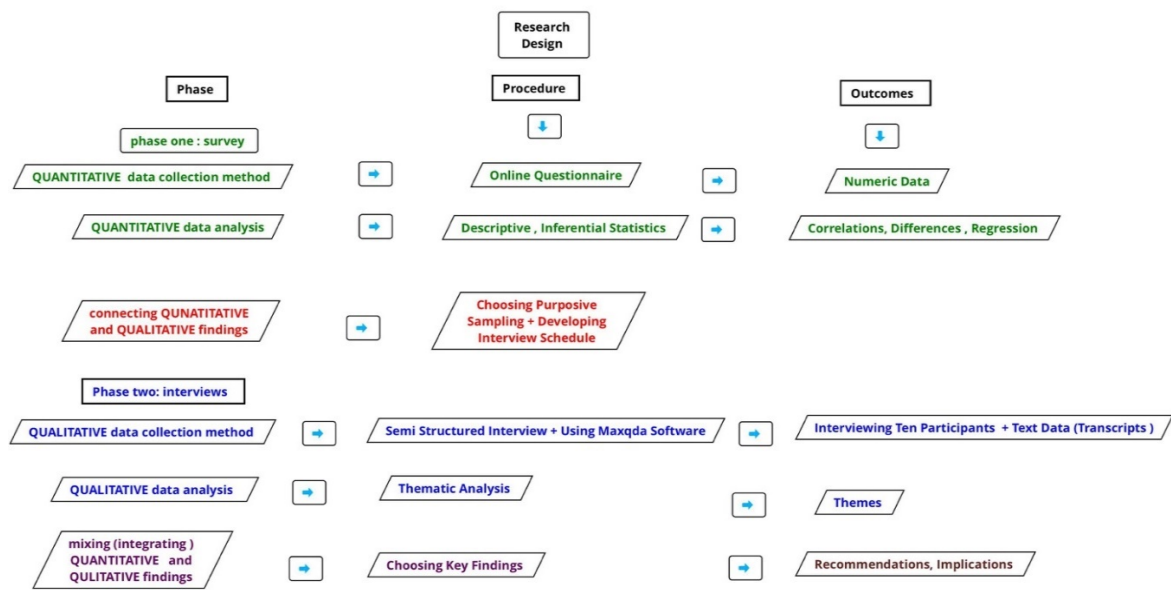 Research
Design
Phase
Procedure
Outcomes
phase one : survey
QUANTITATIVE data collection method
Online Questionnaire
Numeric Data
QUANTITATIVE data analysis
Descriptive , Inferential Statistics
Correlations, Differences , Regression
connecting QUNATITATIVE
and QUALITATIVE findings
Choosing Purposive
Sampling + Developing
Interview Schedule
Phase two: interviews
QUALITATIVE data collection method
Semi Structured Interview + Using Maxqda Software
Interviewing Ten Participants + Text Data (Transcripts )
QUALITATIVE data analysis
Thematic Analysis
Themes
mixing (integrating )
QUANTITATIVE and
QULITATIVE findings
Choosing Key Findings
Recommendations, Implications